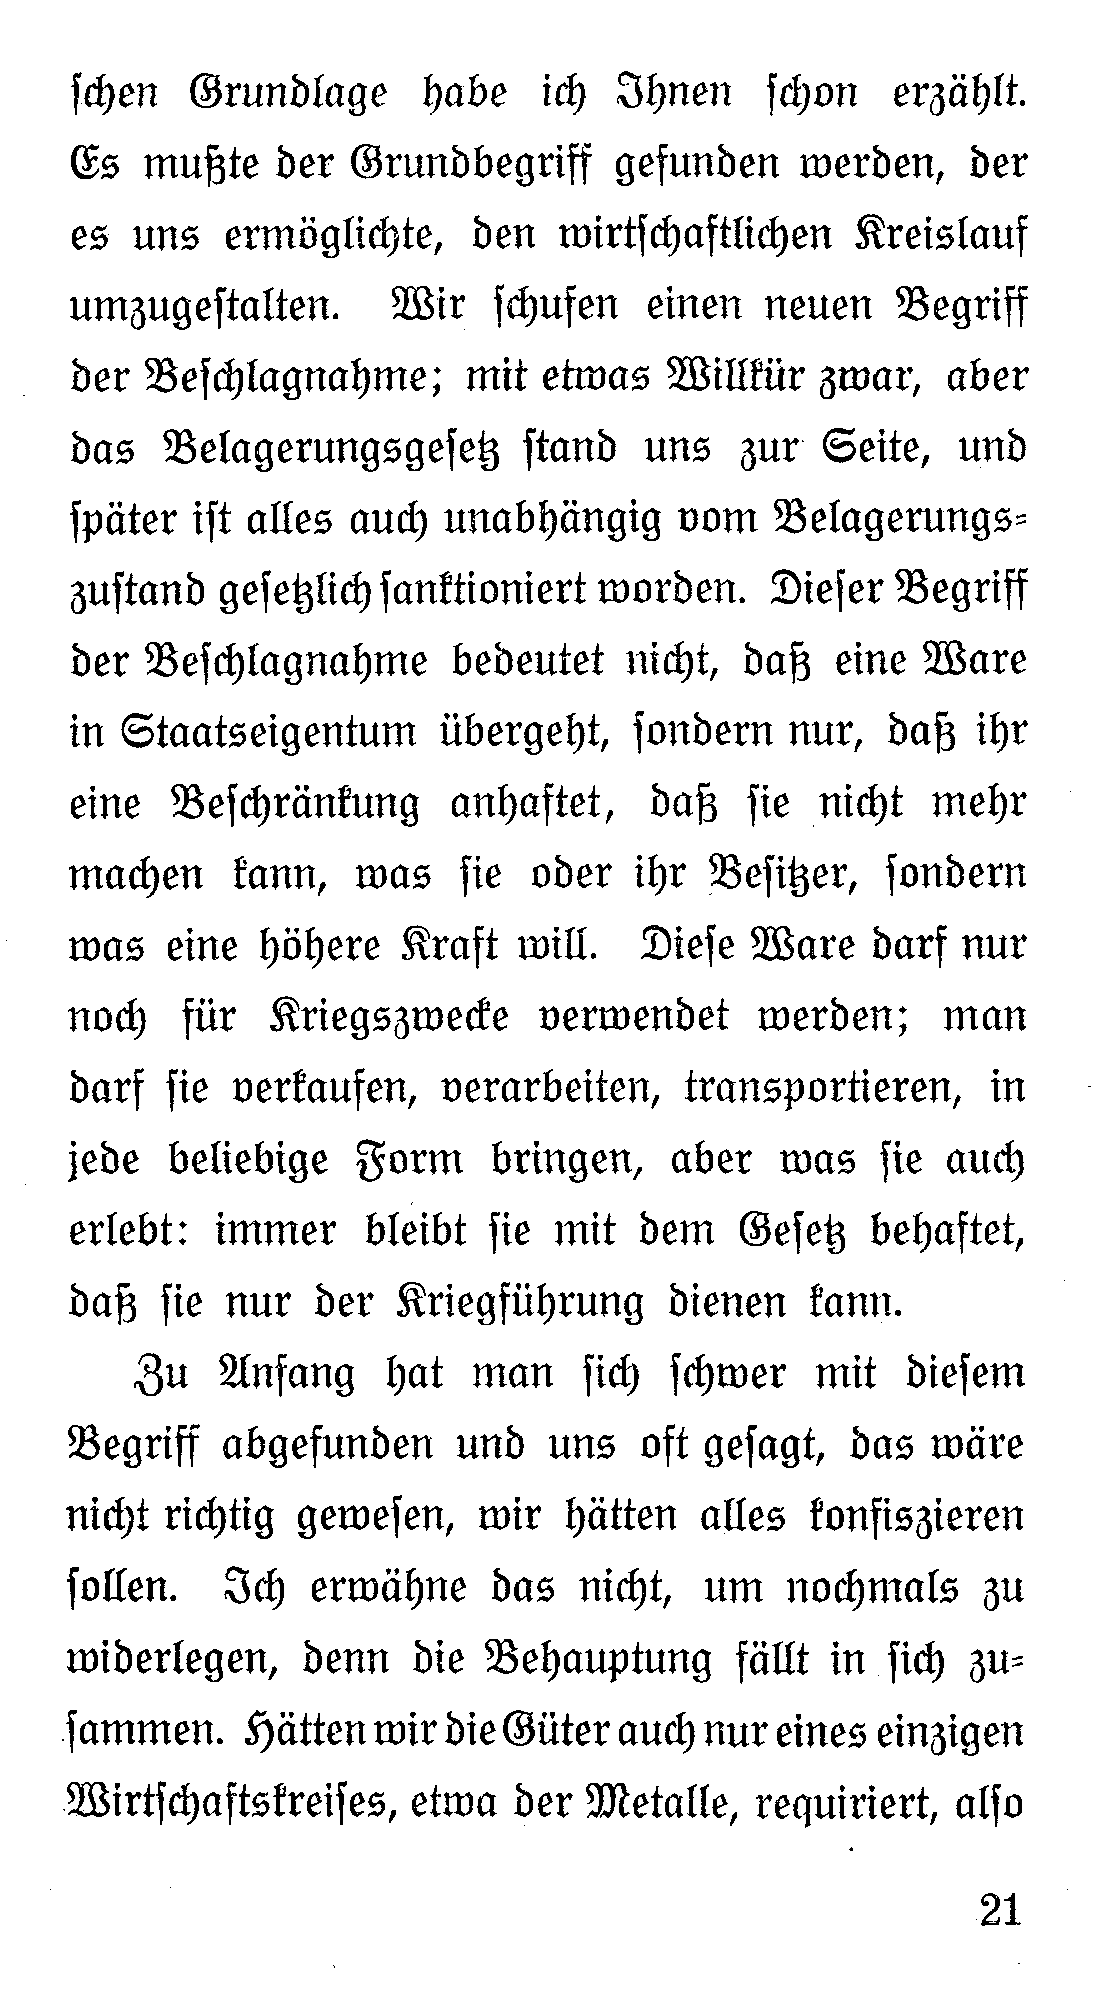 schen Grundlage habe ich Ihnen schon erzählt.
Es mußte der Grundbegriff gefunden werden, der
es uns ermöglichte, den wirtschaftlichen Kreislauf
umzugestalten. Wir schufen einen neuen Begriff
der Beschlagnahme; mit etwas Willkür zwar, aber
das Belagerungsgesetz stand uns zur Seite, und
später ist alles auch unabhängig vom Belagerungs-
zustand gesetzlich sanktioniert worden. Dieser Begriff
der Beschlagnahme bedeutet nicht, daß eine Ware
in Staatseigentum übergeht, sondern nur, daß ihr
eine Beschränkung anhaftet, daß sie nicht mehr
machen kann, was sie oder ihr Besitzer, sondern
was eine höhere Kraft will. Diese Ware darf nur
noch für Kriegszwecke verwendet werden; man
darf sie verkaufen, verarbeiten, transportieren, in
jede beliebige Form bringen, aber was sie auch
erlebt: immer bleibt sie mit dem Gesetz behaftet,
daß sie nur der Kriegführung dienen kann.
Zu Anfang hat man sich schwer mit diesem
Begriff abgefunden und uns oft gesagt, das wäre
nicht richtig gewesen, wir hätten alles konfiszieren
sollen. Ich erwähne das nicht, um nochmals zu
widerlegen, denn die Behauptung fällt in sich zu-
sammen. Hätten wir die Güter auch nur eines einzigen
Wirtschaftskreises, etwa der Metalle, requiriert, also
21